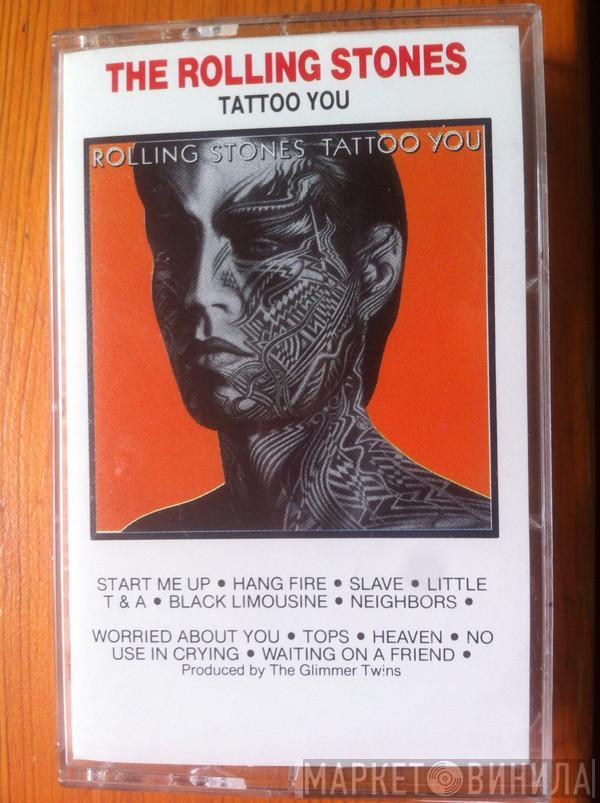 THE ROLLING STONES
TATTOO YOU
ROLLING STONES TATTOO YOU
START ME UP • HANG FIRE • SLAVE • LITTLE
T & A • BLACK LIMOUSINE • NEIGHBORS •
WORRIED ABOUT YOU • TOPS • HEAVEN • NO
USE IN CRYING • WAITING ON A FRIEND •
Produced by The Glimmer Twins
МАРКЕТ ВИНИЛА